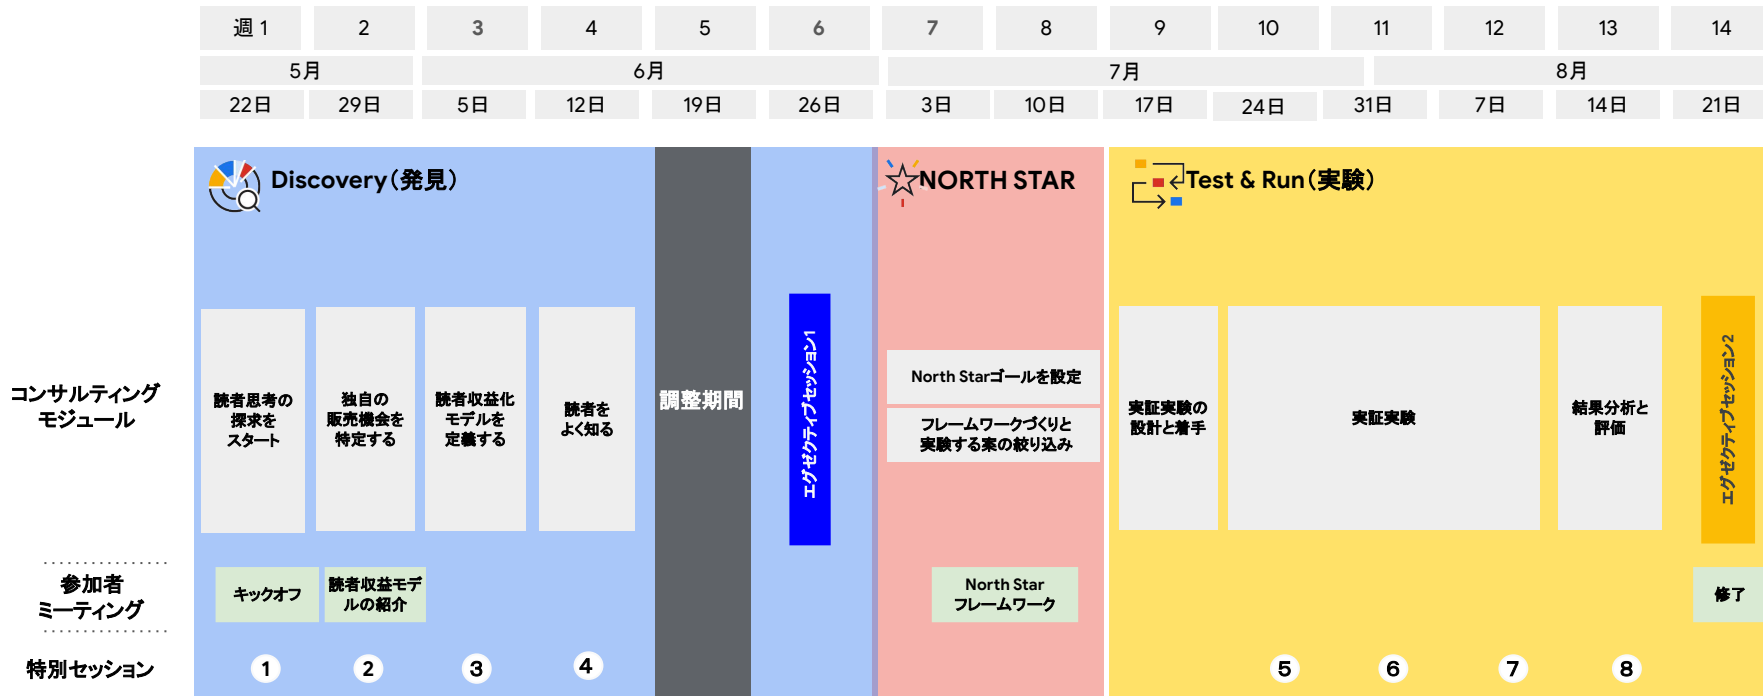 週 1 2 3 4 5 6 7 8 9 10 11 12 13 14
5月 6月 7月 8月
22日 29日 5日 12日 19日 26日 3日 10日 17日 24日 31日 7日 14日 21日
Discovery(発見)
NORTH STAR
Test & Run(実験)
コンサルティング
モジュール
読者思考の
探求を
スタート
独自の
販売機会を
特定する
読者収益化
モデルを
定義する
読者を
よく知る
調整期間
エグゼクティブセッション1
North Starゴールを設定
フレームワークづくりと
実験する案の絞り込み
実証実験の
設計と着手
実証実験
結果分析と
評価
エグゼクティブセッション2
参加者
ミーティング
キックオフ
読者収益モデ
ルの紹介
North Star
フレームワーク
修了
特別セッション
1 2 3 4 5 6 7 8